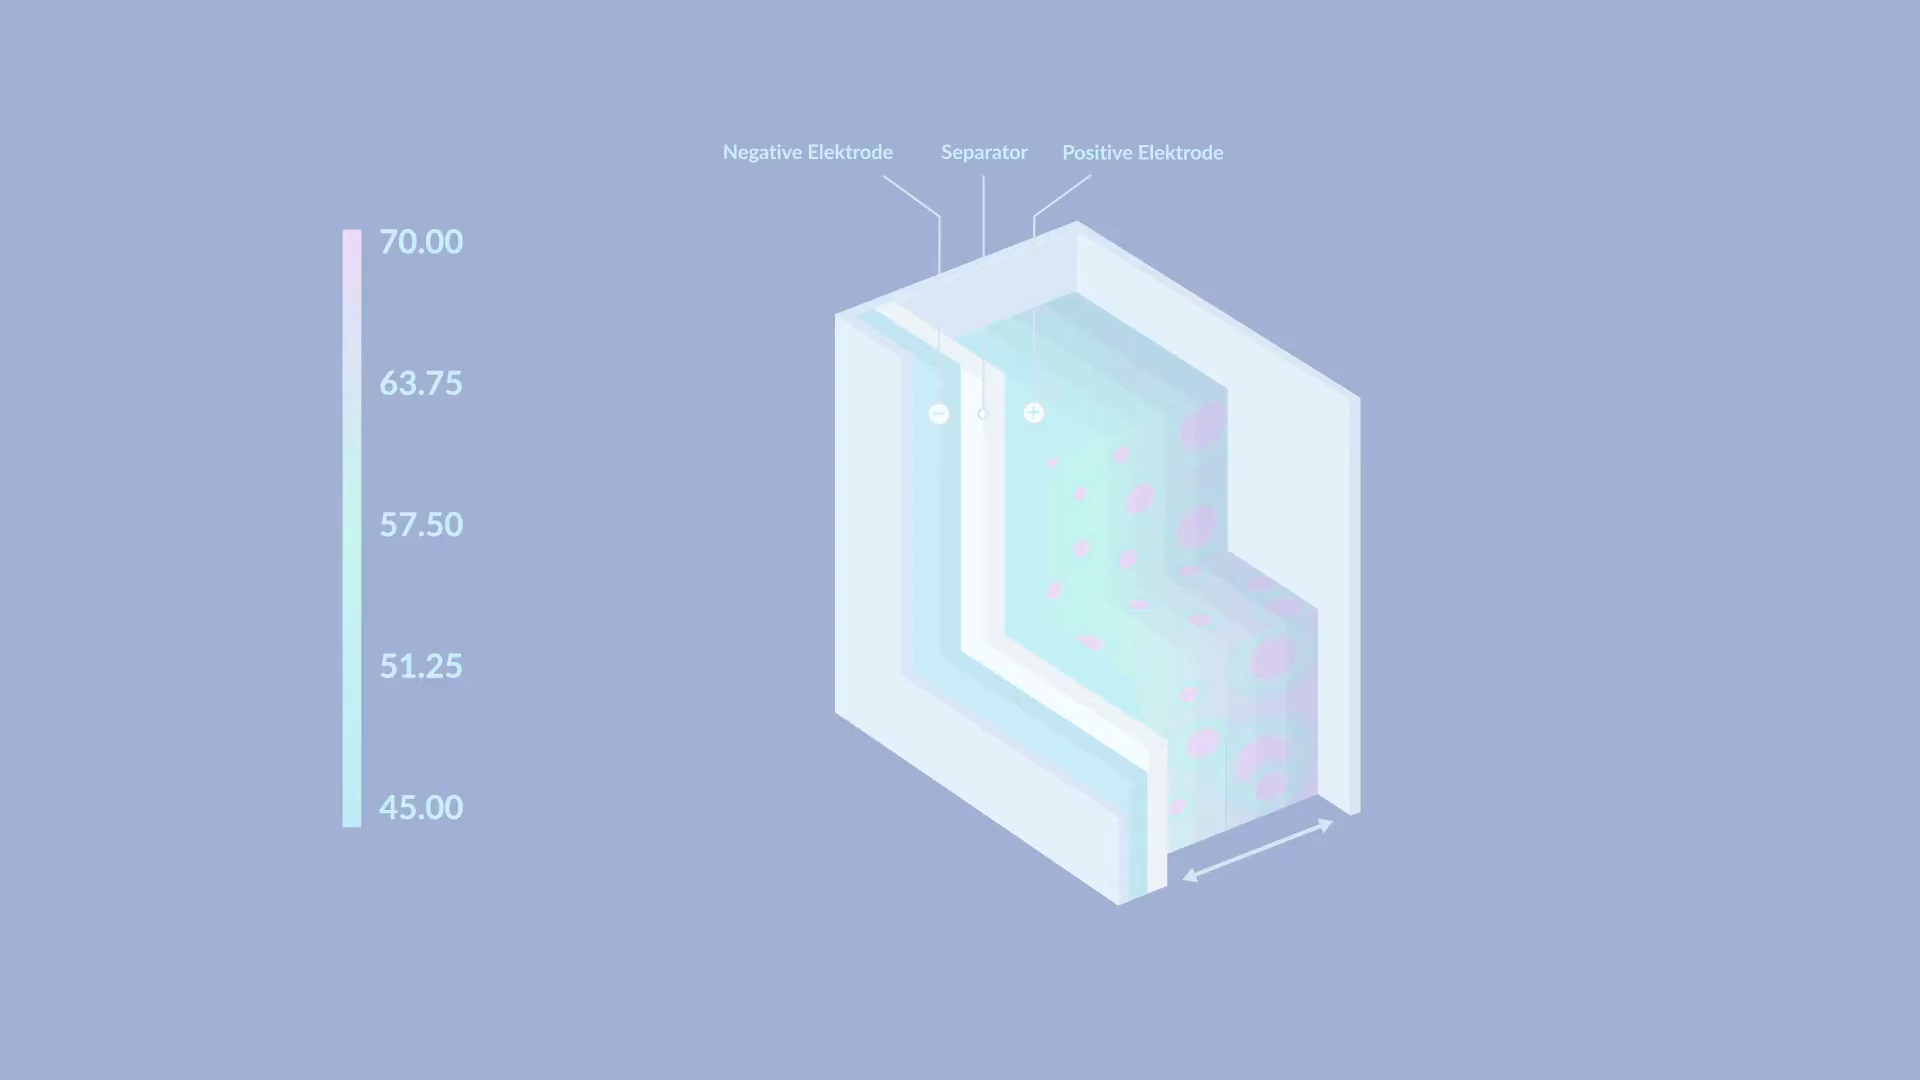 Negative Elektrode
Separator
Positive Elektrode
70.00
63.75
57.50
51.25
45.00